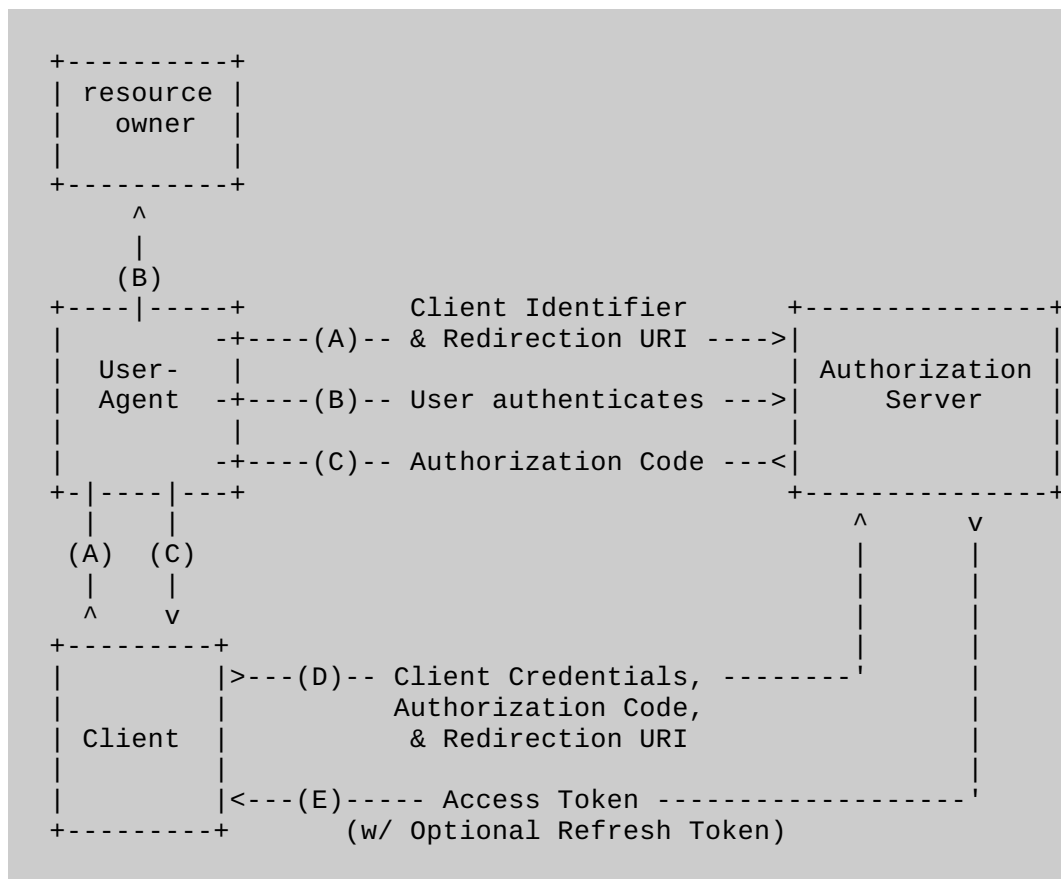 +----------+
| resource |
|   owner  |
|          |
+----------+
     ^
     |
    (B)
+----|-----+          Client Identifier      +---------------+
|         -+----(A)-- & Redirection URI ---->|               |
|  User-   |                                 | Authorization |
|  Agent  -+----(B)-- User authenticates --->|     Server    |
|          |                                 |               |
|         -+----(C)-- Authorization Code ---<|               |
+-|----|---+                                 +---------------+
  |    |                                         ^      v
 (A)  (C)                                        |      |
  |    |                                         |      |
  ^    v                                         |      |
+---------+                                      |      |
|         |>---(D)-- Client Credentials, --------'      |
|         |          Authorization Code,                |
| Client  |           & Redirection URI                 |
|         |                                             |
|         |<---(E)----- Access Token -------------------'
+---------+       (w/ Optional Refresh Token)